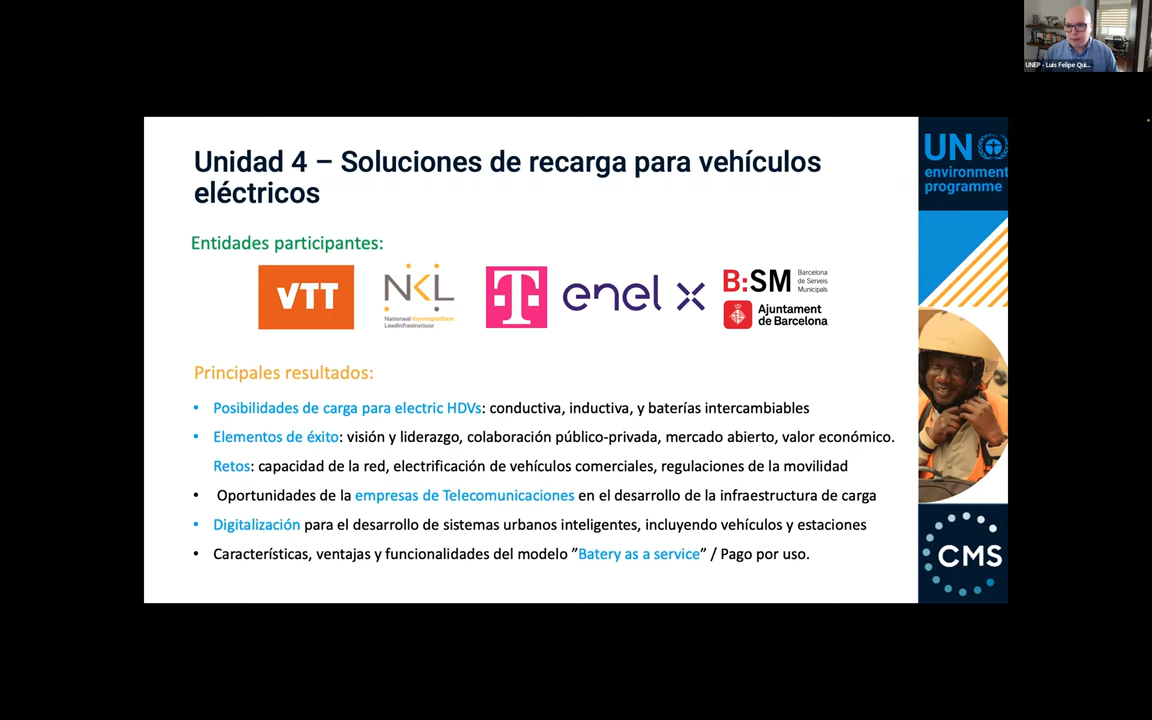 UNEP - Luis Felipe Qui...
Unidad 4 – Soluciones de recarga para vehículos
eléctricos
Entidades participantes:
VTT
NKL
Nationaal Kennisplatform
Laadinfrastructuur
T
enel x
B:SM
Barcelona
de Serveis
Municipals
Ajuntament
de Barcelona
Principales resultados:
• Posibilidades de carga para electric HDVs: conductiva, inductiva, y baterías intercambiables
• Elementos de éxito: visión y liderazgo, colaboración público-privada, mercado abierto, valor económico.
Retos: capacidad de la red, electrificación de vehículos comerciales, regulaciones de la movilidad
• Oportunidades de la empresas de Telecomunicaciones en el desarrollo de la infraestructura de carga
• Digitalización para el desarrollo de sistemas urbanos inteligentes, incluyendo vehículos y estaciones
• Características, ventajas y funcionalidades del modelo ”Batery as a service” / Pago por uso.
UN
environment
programme
CMS